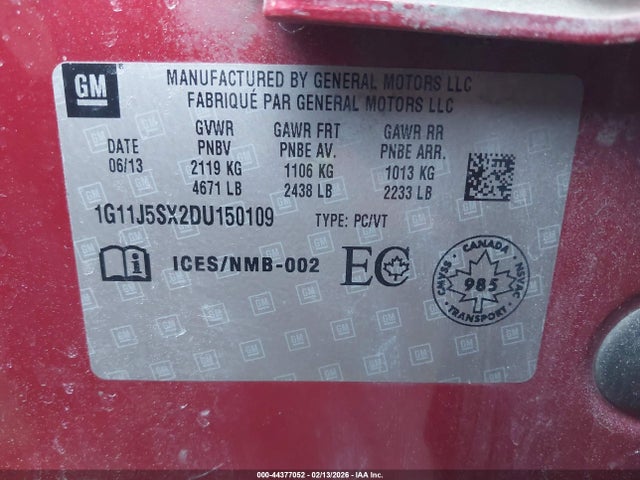 GM
MANUFACTURED BY GENERAL MOTORS LLC
FABRIQUÉ PAR GENERAL MOTORS LLC
DATE
06/13
GVWR
PNBV
2119 KG
4671 LB
GAWR FRT
PNBE AV.
1106 KG
2438 LB
GAWR RR
PNBE ARR.
1013 KG
2233 LB
1G11J5SX2DU150109 TYPE: PC/VT
ICES/NMB-002 EC
CANADA
CMVSS NSVAC
985
TRANSPORT
000-44377052 - 02/13/2026 - IAA Inc.